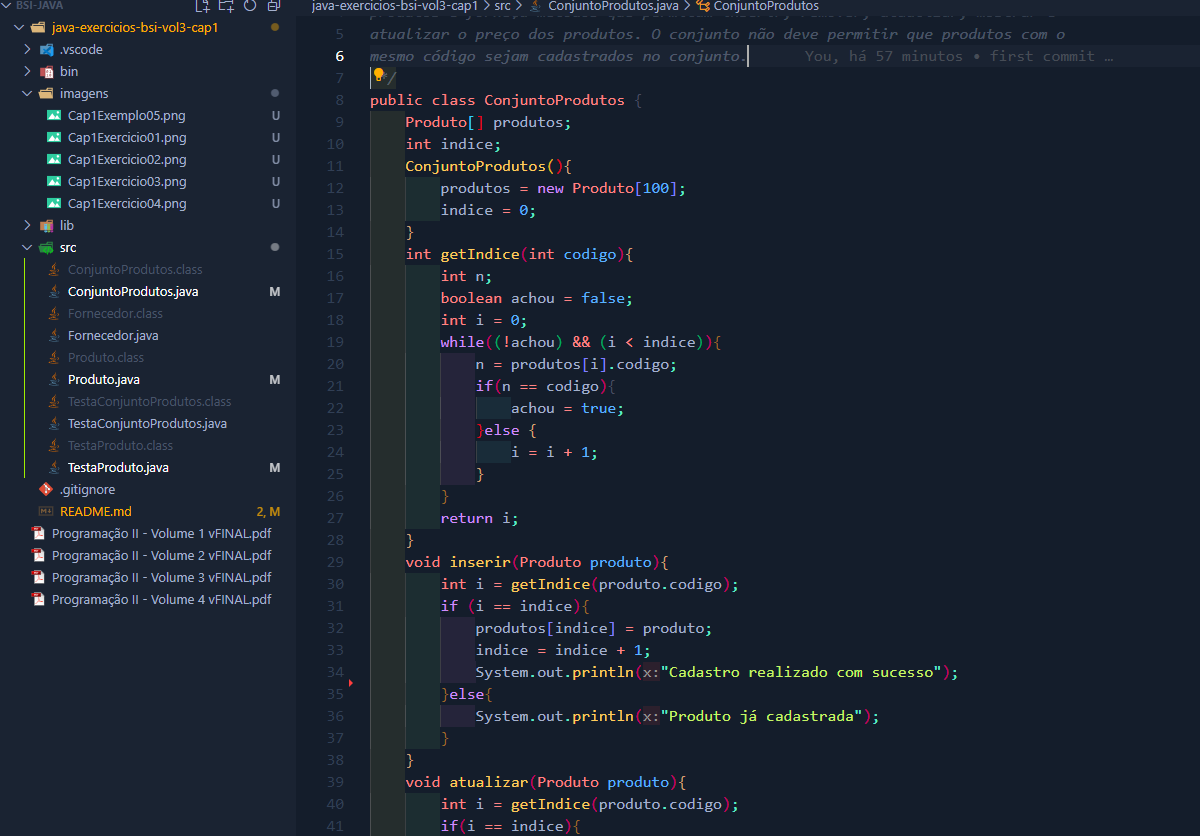 BSI-JAVA
java-exercicios-bsi-vol3-cap1
.vscode
bin
imagens
Cap1Exemplo05.png U
Cap1Exercicio01.png U
Cap1Exercicio02.png U
Cap1Exercicio03.png U
Cap1Exercicio04.png U
lib
src
ConjuntoProdutos.class
ConjuntoProdutos.java M
Fornecedor.class
Fornecedor.java
Produto.class
Produto.java M
TestaConjuntoProdutos.class
TestaConjuntoProdutos.java
TestaProduto.class
TestaProduto.java M
.gitignore
README.md 2, M
Programação II - Volume 1 vFINAL.pdf
Programação II - Volume 2 vFINAL.pdf
Programação II - Volume 3 vFINAL.pdf
Programação II - Volume 4 vFINAL.pdf
java-exercicios-bsi-vol3-cap1 > src > ConjuntoProdutos.java > ConjuntoProdutos
5 atualizar o preço dos produtos. O conjunto não deve permitir que produtos com o
6 mesmo código sejam cadastrados no conjunto. You, há 57 minutos • first commit …
7 */
8 public class ConjuntoProdutos {
9 Produto[] produtos;
10 int indice;
11 ConjuntoProdutos(){
12 produtos = new Produto[100];
13 indice = 0;
14 }
15 int getIndice(int codigo){
16 int n;
17 boolean achou = false;
18 int i = 0;
19 while((!achou) && (i < indice)){
20 n = produtos[i].codigo;
21 if(n == codigo){
22 achou = true;
23 }else {
24 i = i + 1;
25 }
26 }
27 return i;
28 }
29 void inserir(Produto produto){
30 int i = getIndice(produto.codigo);
31 if (i == indice){
32 produtos[indice] = produto;
33 indice = indice + 1;
34 System.out.println(x:"Cadastro realizado com sucesso");
35 }else{
36 System.out.println(x:"Produto já cadastrada");
37 }
38 }
39 void atualizar(Produto produto){
40 int i = getIndice(produto.codigo);
41 if(i == indice){